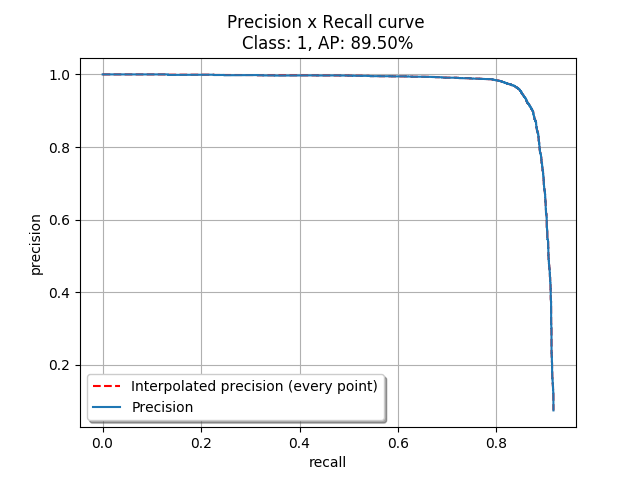 Precision x Recall curve
Class: 1, AP: 89.50%
1.0
0.8
0.6
0.4
0.2
precision
Interpolated precision (every point)
Precision
0.0 0.2 0.4 0.6 0.8
recall